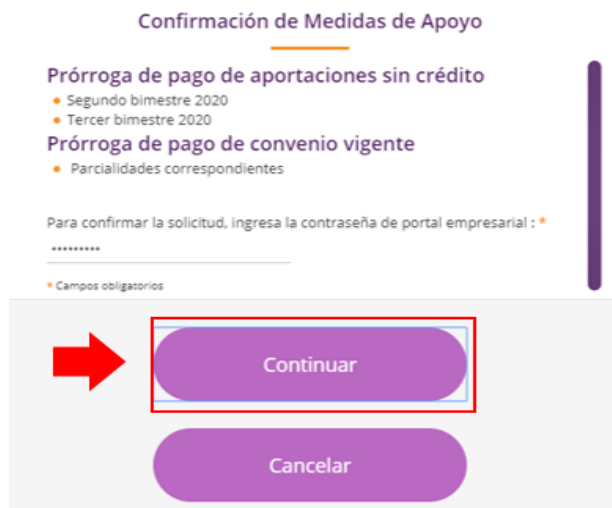 Confirmación de Medidas de Apoyo
Prórroga de pago de aportaciones sin crédito
• Segundo bimestre 2020
• Tercer bimestre 2020
Prórroga de pago de convenio vigente
• Parcialidades correspondientes
Para confirmar la solicitud, ingresa la contraseña de portal empresarial : *
•••••••••
* Campos obligatorios
Continuar
Cancelar